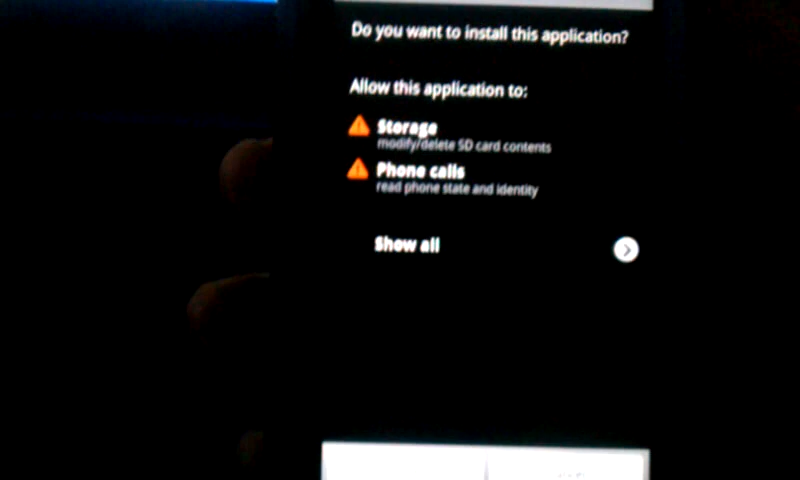 Do you want to install this application?
Allow this application to:
Storage
modify/delete SD card contents
Phone calls
read phone state and identity
Show all